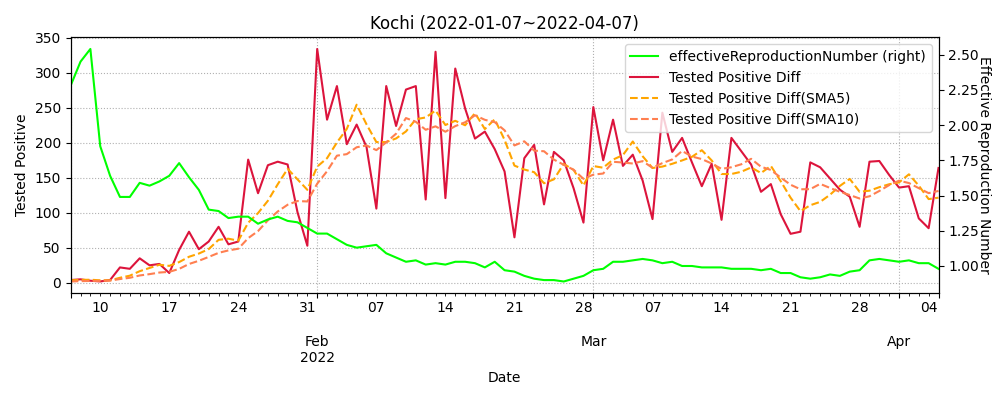 Kochi (2022-01-07~2022-04-07)
350
300
250
200
150
100
50
0
Tested Positive
effectiveReproductionNumber (right)
Tested Positive Diff
Tested Positive Diff(SMA5)
Tested Positive Diff(SMA10)
2.50
2.25
2.00
1.75
1.50
1.25
1.00
Effective Reproduction Number
10 17 24 31 07 14 21 28 07 14 21 28 04
Feb Mar Apr
2022
Date